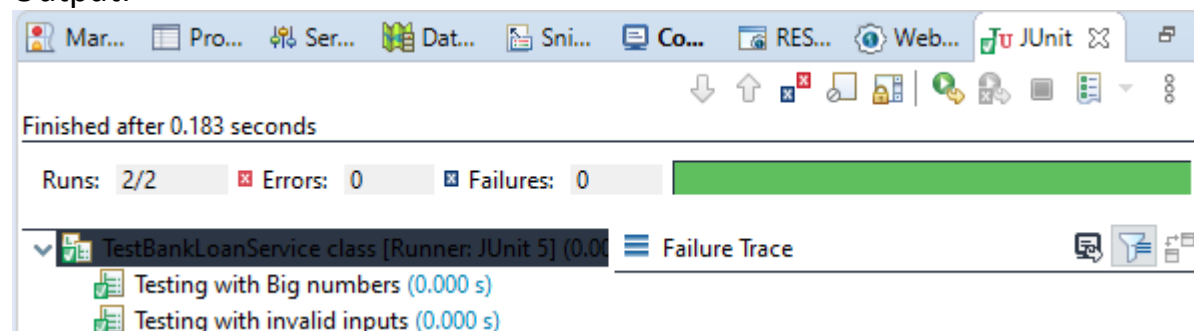 Output:
Mar... Pro... Ser... Dat... Sni... Co... RES... Web... JUnit
Finished after 0.183 seconds
Runs: 2/2 Errors: 0 Failures: 0
TestBankLoanService class [Runner: JUnit 5] (0.00 Failure Trace
Testing with Big numbers (0.000 s)
Testing with invalid inputs (0.000 s)